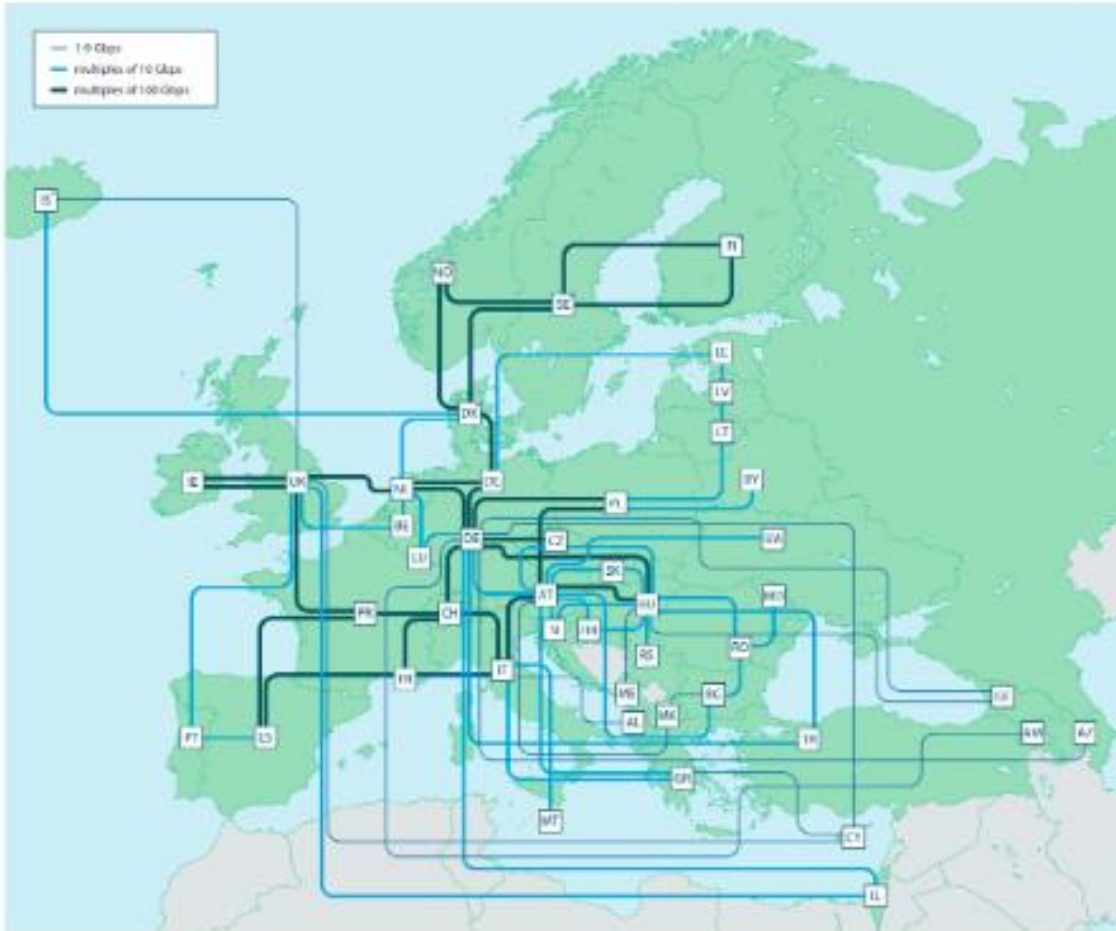 1-9 Gbps
multiples of 10 Gbps
multiples of 100 Gbps
IS
FI
NO
SE
EE
LV
DK
LT
IE
UK
NL
DE
BY
PL
BE
DE
CZ
UA
LU
SK
AT
HU
MD
FR
CH
SI
HR
RO
RS
FR
IT
ME
BG
GE
AL
MK
PT
ES
TR
AM
AZ
GR
MT
CY
IL